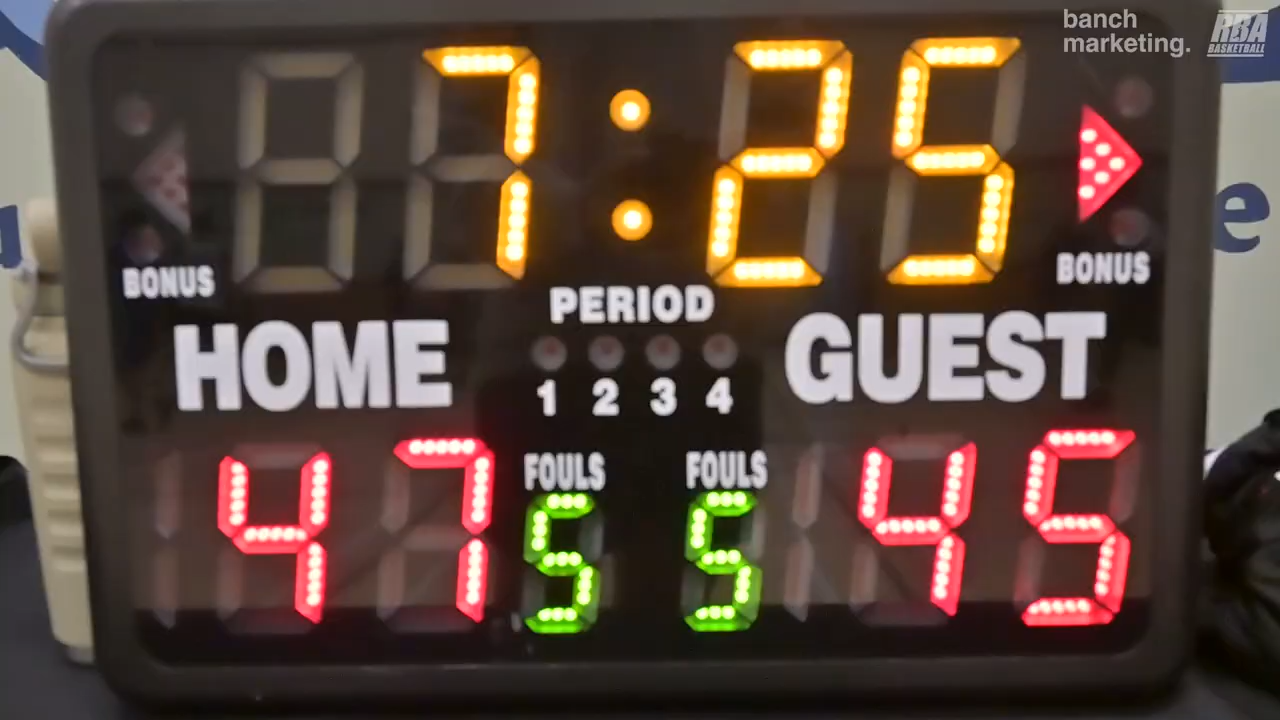 banch
marketing.
RBA
BASKETBALL
7:25
BONUS
BONUS
PERIOD
HOME
GUEST
1 2 3 4
FOULS
FOULS
47
5
5
45
e